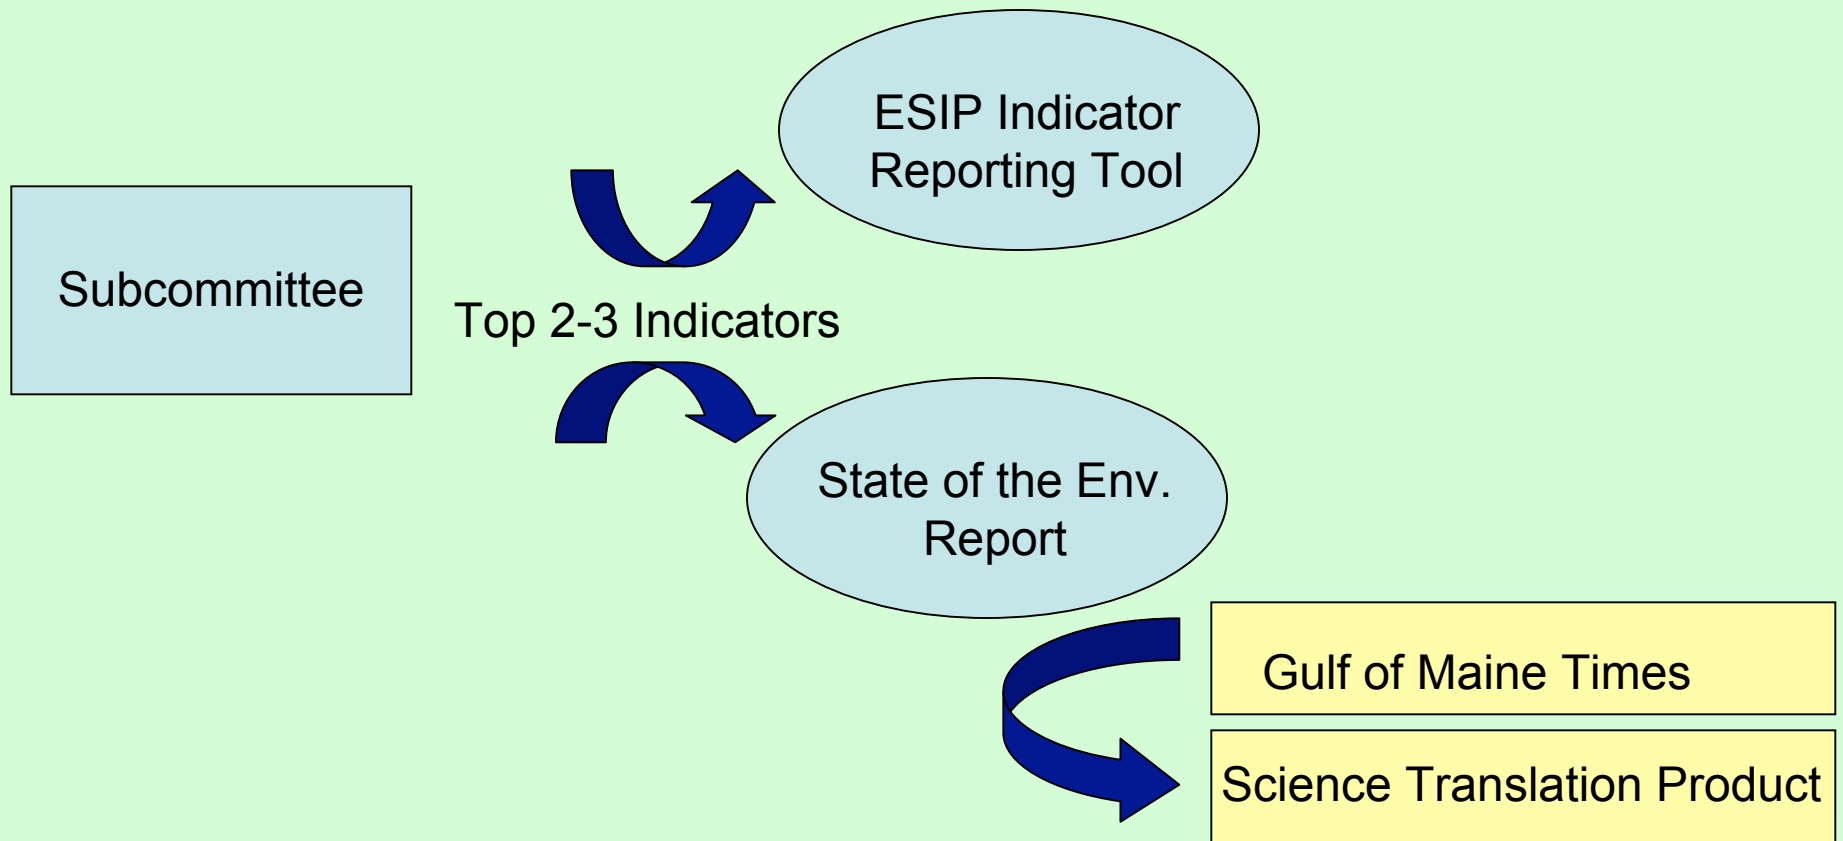 ESIP Indicator
Reporting Tool
Subcommittee
Top 2-3 Indicators
State of the Env.
Report
Gulf of Maine Times
Science Translation Product